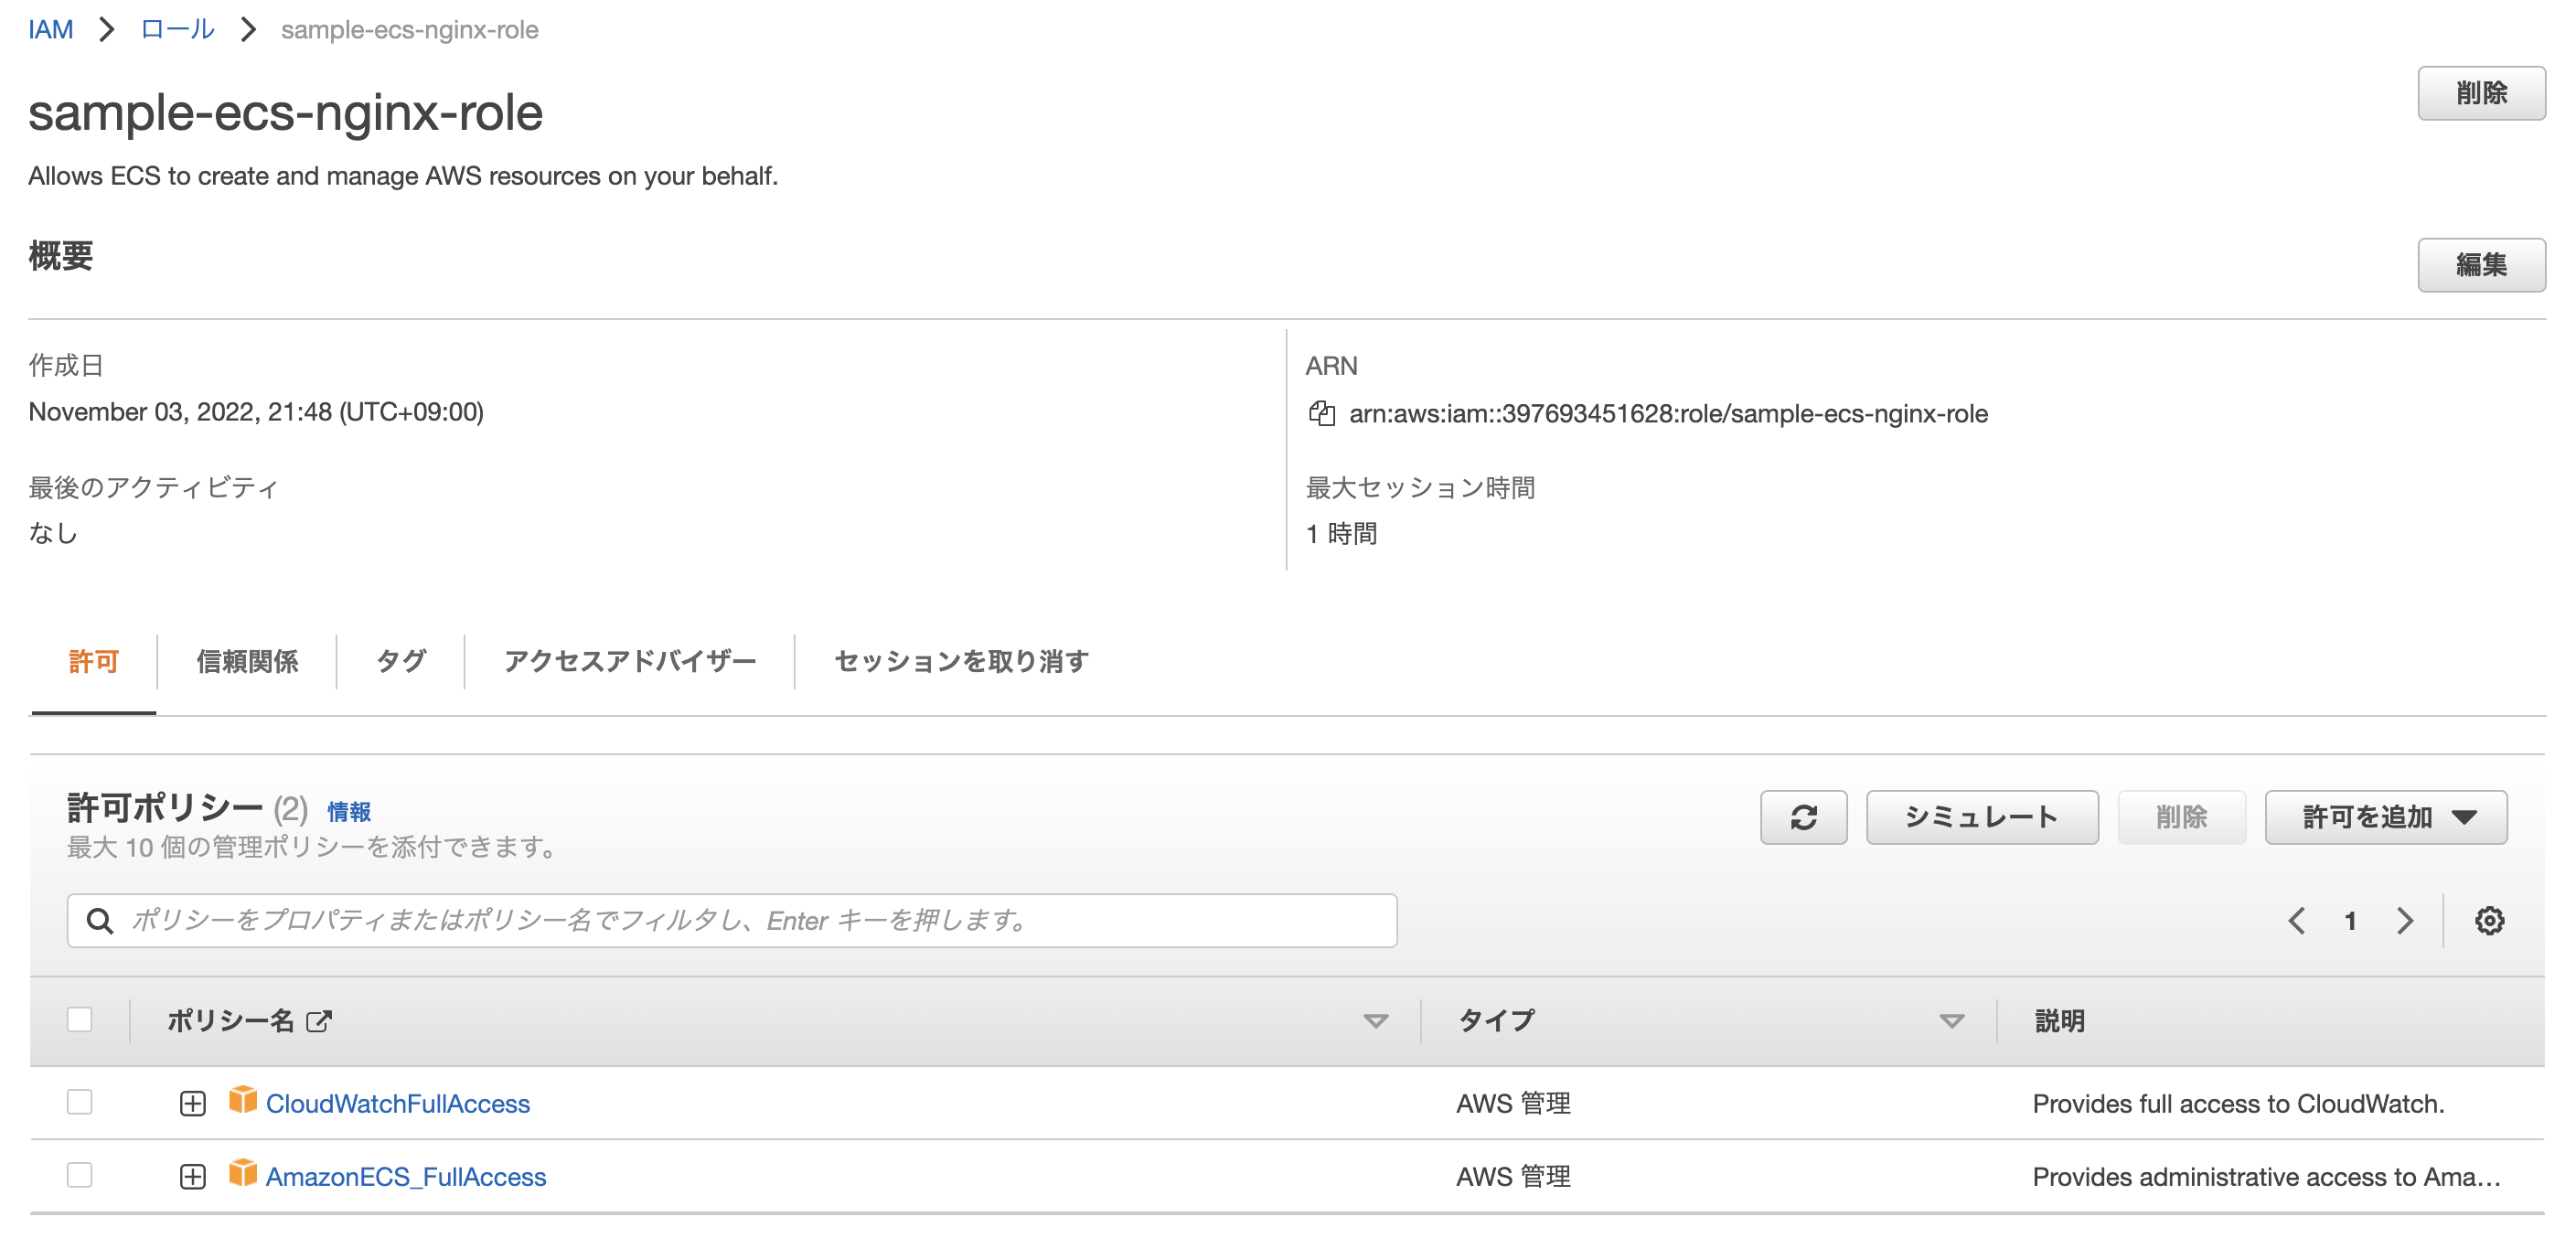 IAM > ロール > sample-ecs-nginx-role
sample-ecs-nginx-role
削除
Allows ECS to create and manage AWS resources on your behalf.
概要
編集
作成日
November 03, 2022, 21:48 (UTC+09:00)
ARN
arn:aws:iam::397693451628:role/sample-ecs-nginx-role
最後のアクティビティ
なし
最大セッション時間
1 時間
許可 信頼関係 タグ アクセスアドバイザー セッションを取り消す
許可ポリシー (2) 情報
最大 10 個の管理ポリシーを添付できます。
シミュレート 削除 許可を追加
ポリシーをプロパティまたはポリシー名でフィルタし、Enter キーを押します。
1
ポリシー名 タイプ 説明
CloudWatchFullAccess AWS 管理 Provides full access to CloudWatch.
AmazonECS_FullAccess AWS 管理 Provides administrative access to Ama…